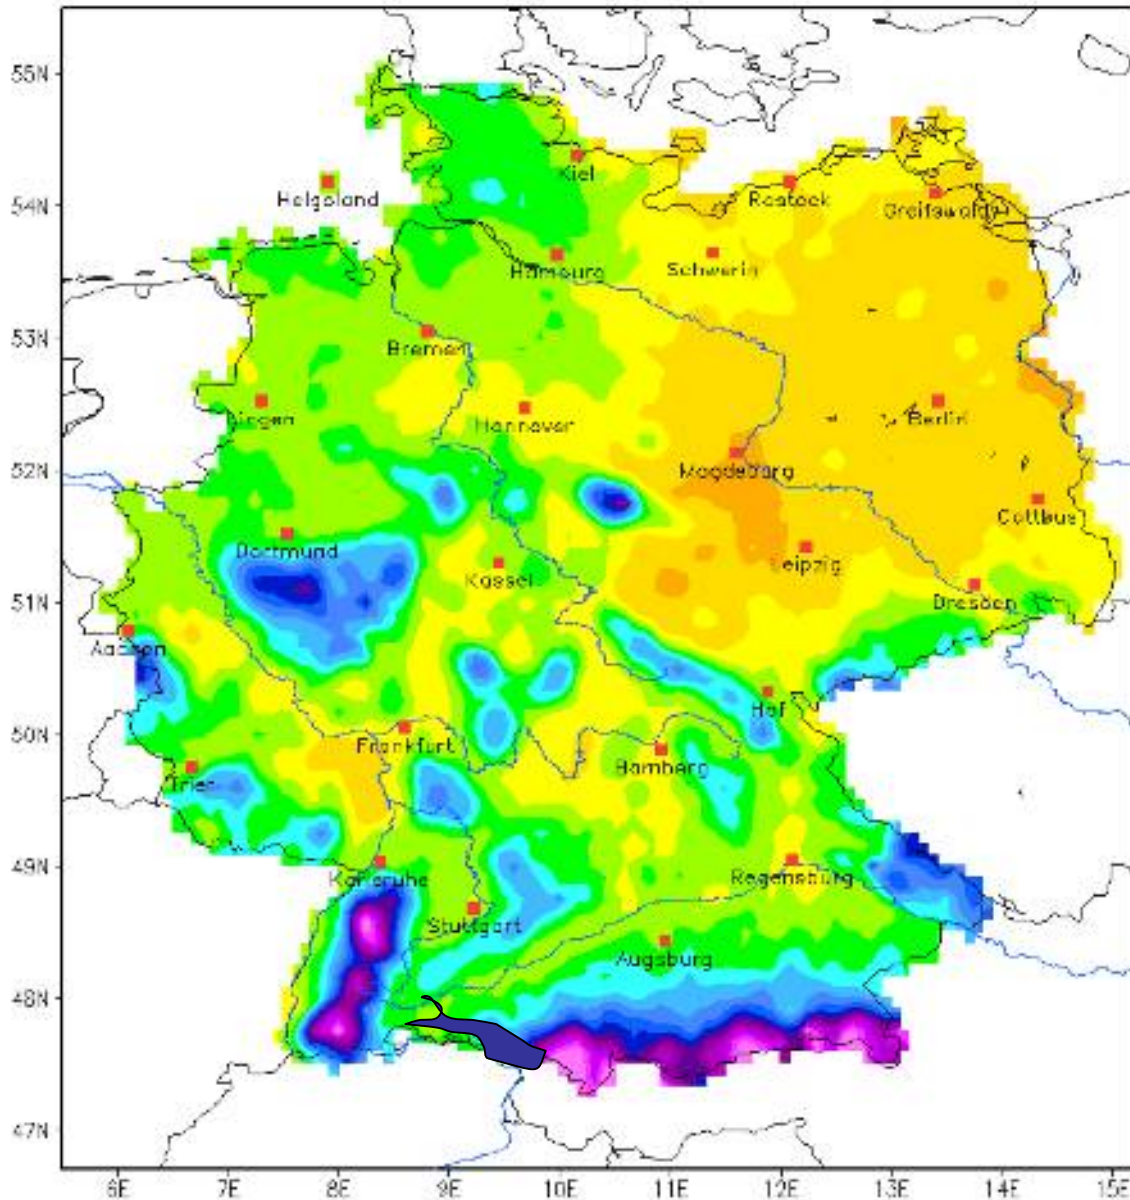 55N
Kiel
Helgoland
54N
Rostock
Greifswald
Hamburg
Schwerin
53N
Bremen
Lingen
Hannover
Berlin
52N
Magdeburg
Cottbus
Dortmund
Leipzig
Kassel
51N
Dresden
Aachen
Hof
50N
Frankfurt
Trier
Bamberg
49N
Karlsruhe
Regensburg
Stuttgart
Augsburg
48N
47N
6E 7E 8E 9E 10E 11E 12E 13E 14E 15E